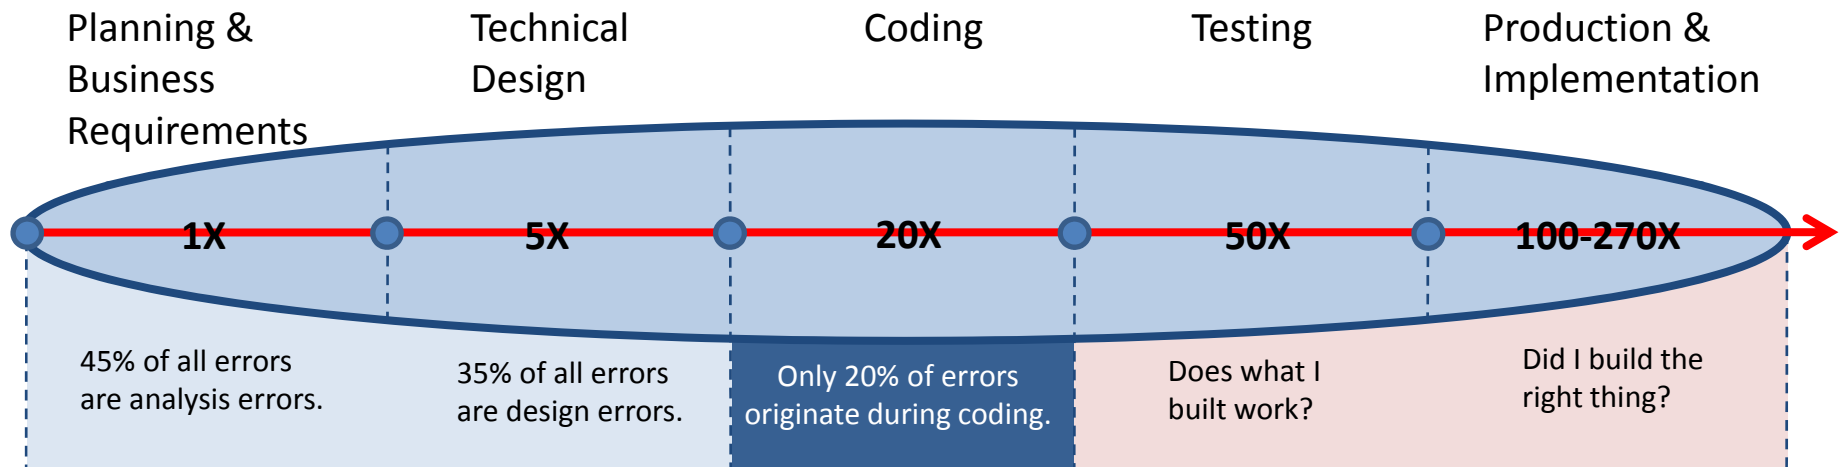 Planning &
Business
Requirements
Technical
Design
Coding
Testing
Production &
Implementation
1X
5X
20X
50X
100-270X
45% of all errors
are analysis errors.
35% of all errors
are design errors.
Only 20% of errors
originate during coding.
Does what I
built work?
Did I build the
right thing?